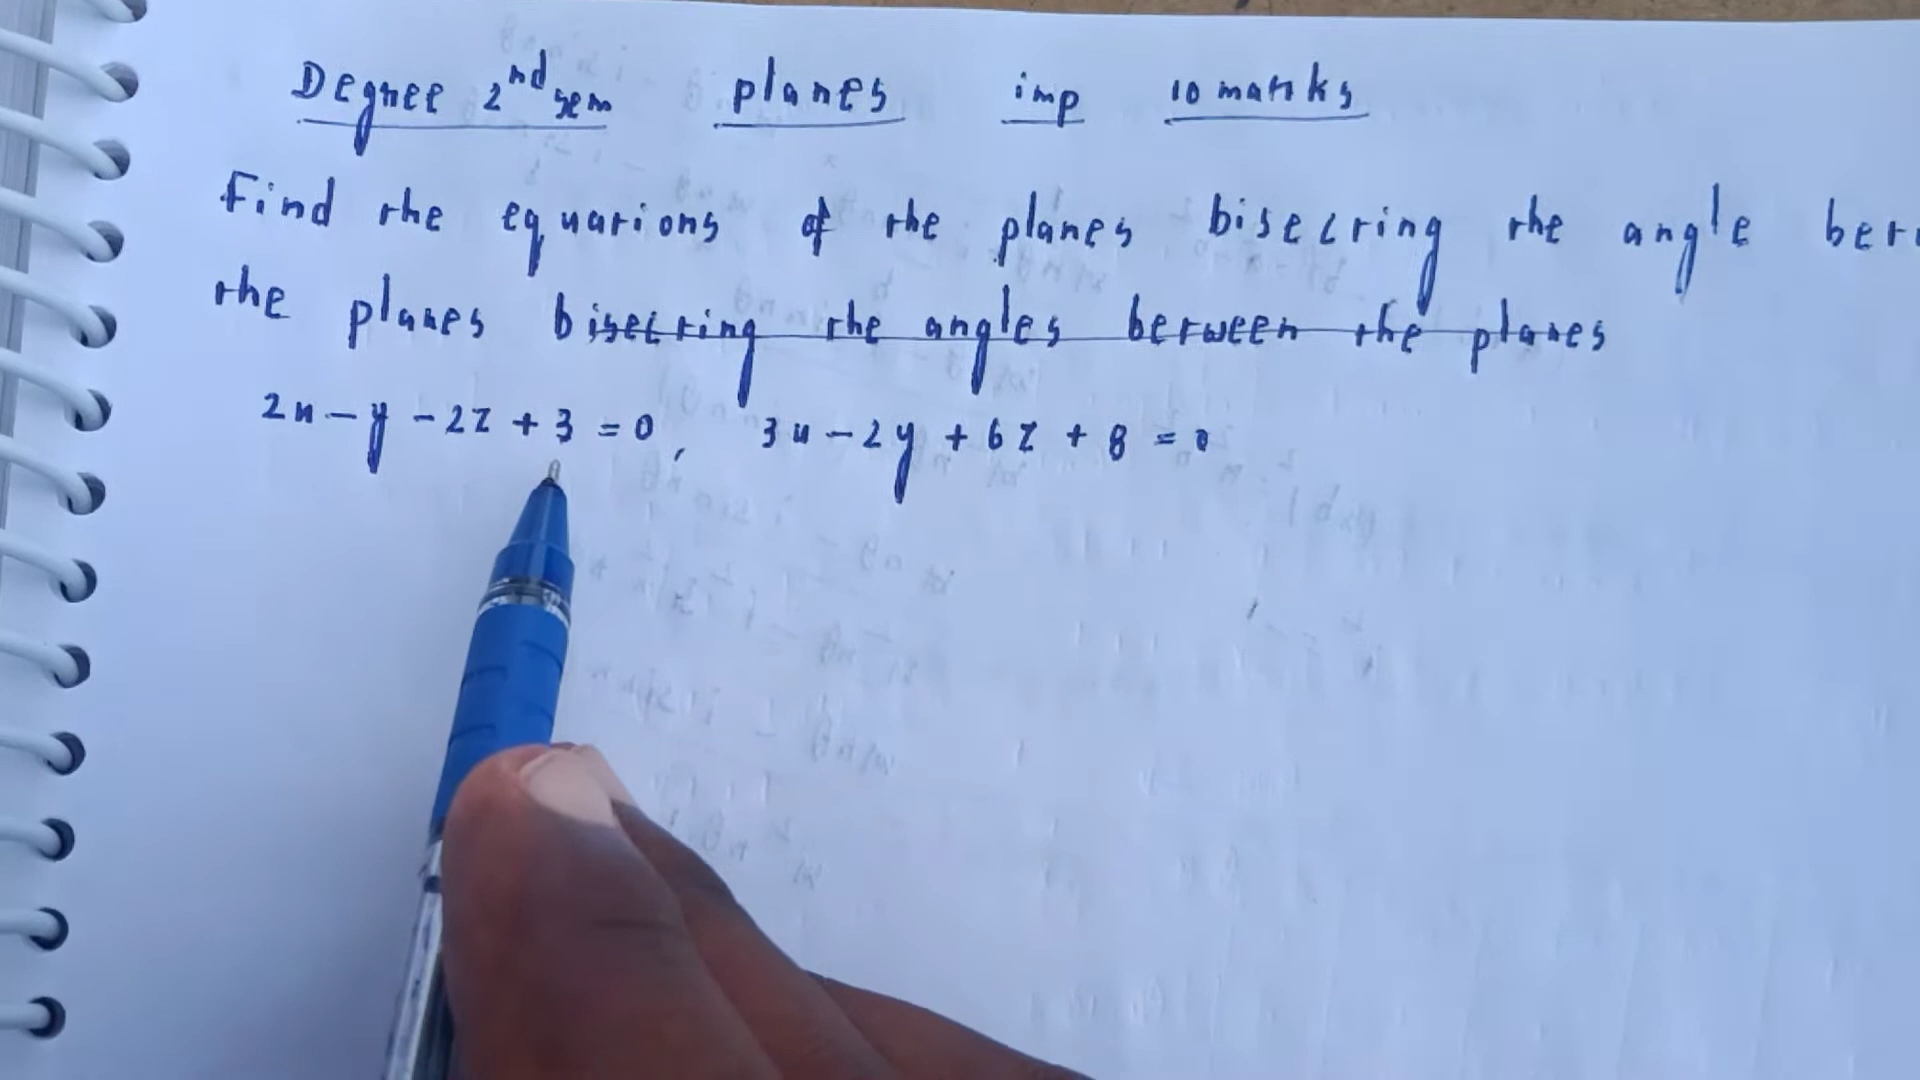 Degree 2nd sem planes imp 10 marks
Find the equations of the planes bisecting the angle
the planes bisecting the angles between the planes
2x - y - 2z + 3 = 0, 3x - 2y + 6z + 8 = 0